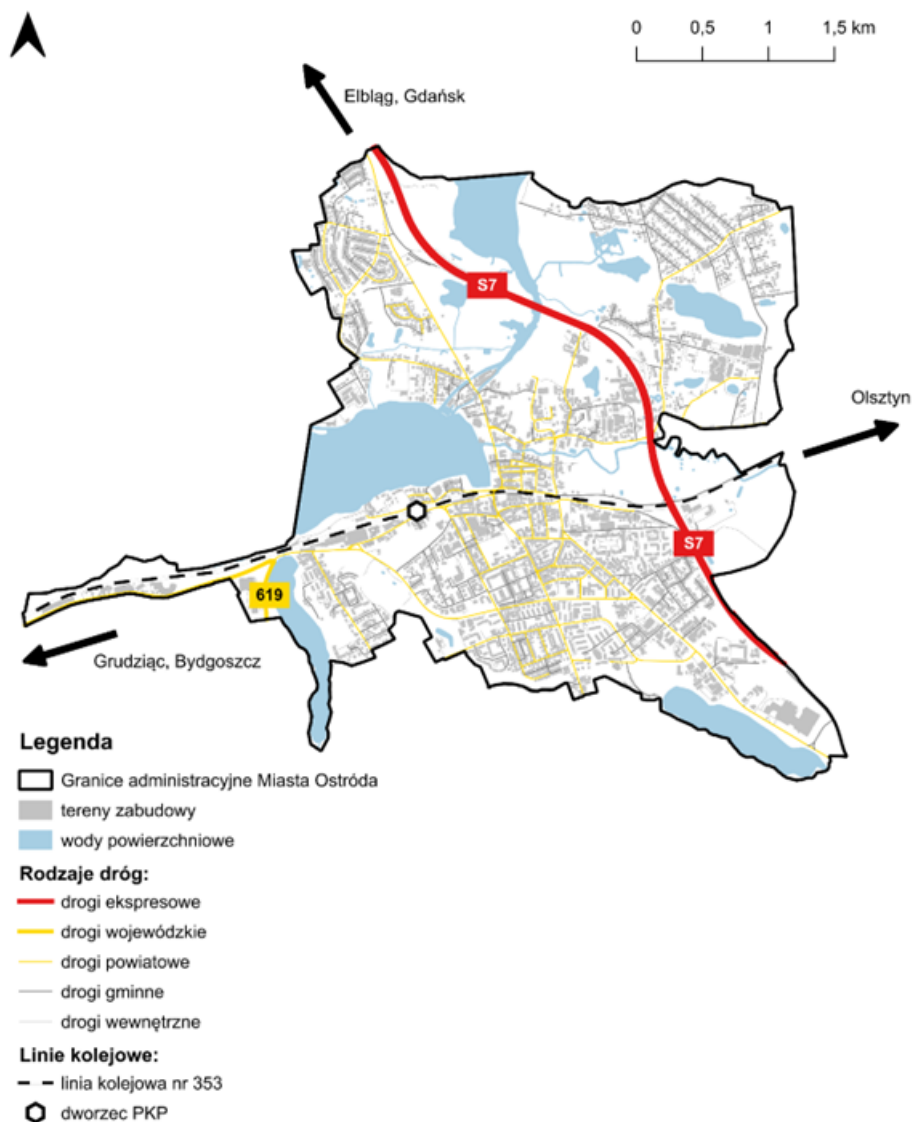 0 0,5 1 1,5 km
Elbląg, Gdańsk
S7
Olsztyn
S7
619
Grudziąc, Bydgoszcz
Legenda
Granice administracyjne Miasta Ostróda
tereny zabudowy
wody powierzchniowe
Rodzaje dróg:
drogi ekspresowe
drogi wojewódzkie
drogi powiatowe
drogi gminne
drogi wewnętrzne
Linie kolejowe:
linia kolejowa nr 353
dworzec PKP